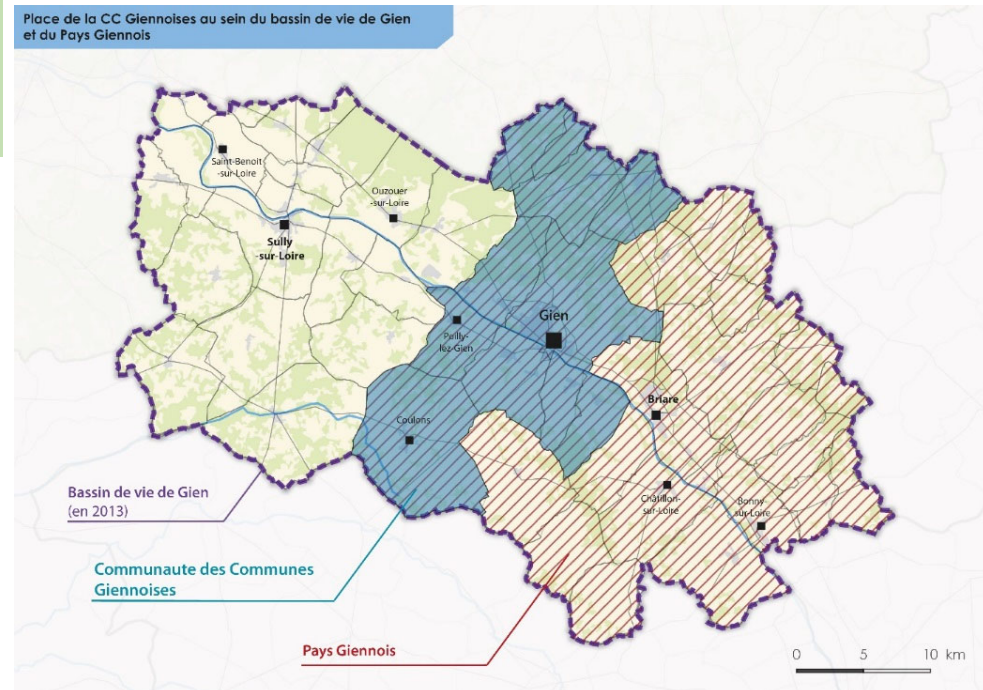 Place de la CC Giennoises au sein du bassin de vie de Gien
et du Pays Giennois
Saint-Benoit
-sur-Loire
Ouzouer
-sur-Loire
Sully
-sur-Loire
Gien
Poilly-
lez-Gien
Briare
Coulons
Châtillon-
sur-Loire
Bonny-
sur-Loire
Bassin de vie de Gien
(en 2013)
Communaute des Communes
Giennoises
Pays Giennois
0 5 10 km